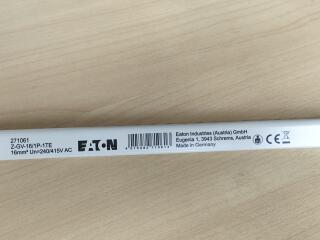 271061
Z-GV-16/1P-1TE
16mm² Un=240/415V AC
EATON
Eaton Industries (Austria) GmbH
Eugenia 1, 3943 Schrems, Austria
Made in Germany
CE